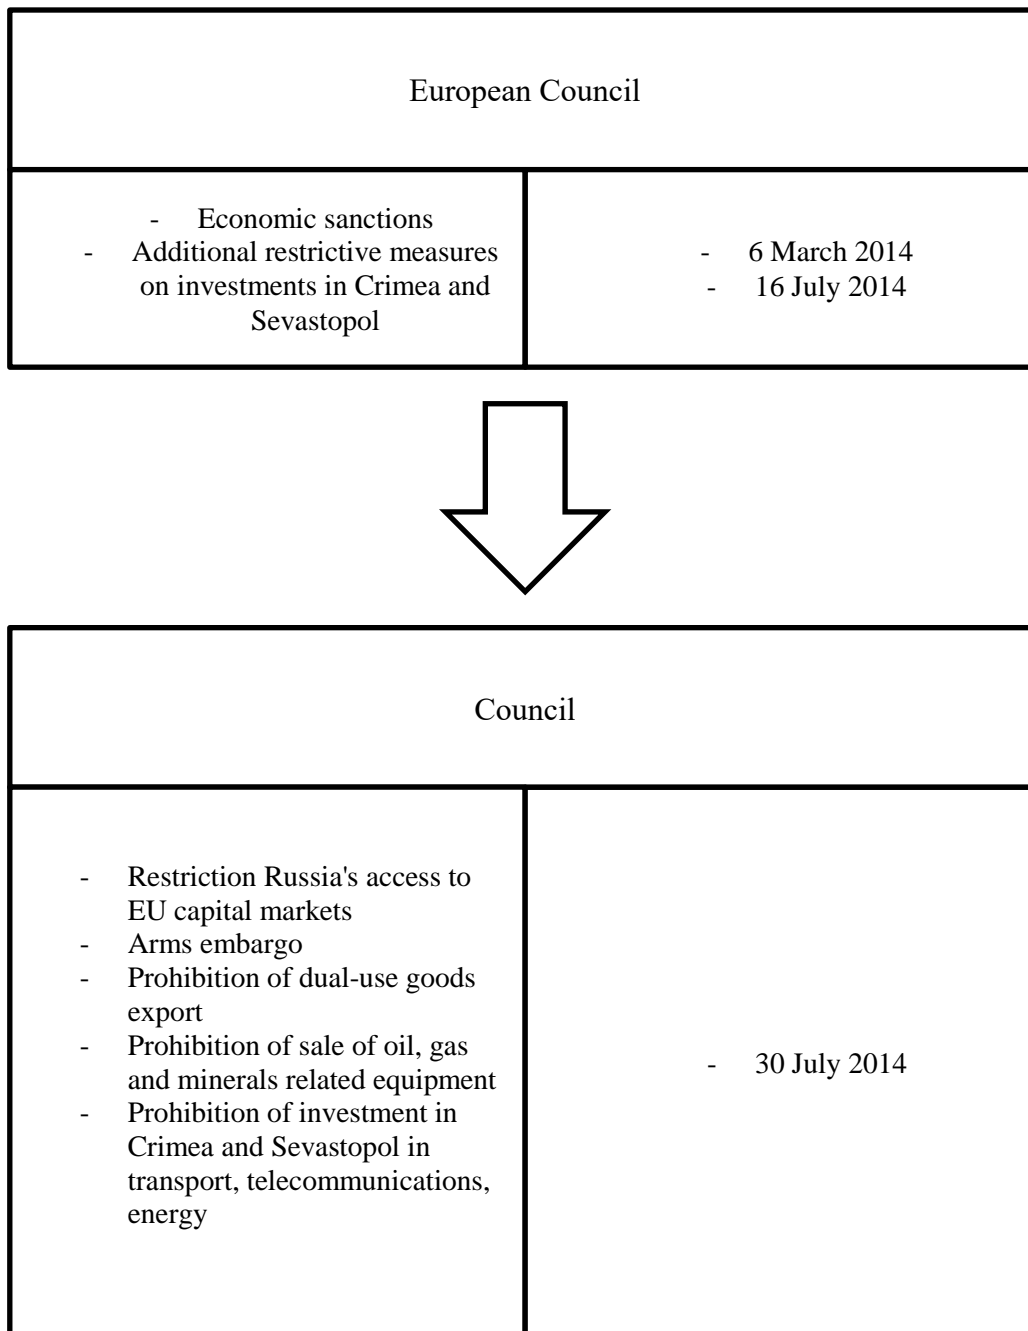 European Council
- Economic sanctions
- Additional restrictive measures
on investments in Crimea and
Sevastopol
- 6 March 2014
- 16 July 2014
Council
- Restriction Russia's access to
EU capital markets
- Arms embargo
- Prohibition of dual-use goods
export
- Prohibition of sale of oil, gas
and minerals related equipment
- Prohibition of investment in
Crimea and Sevastopol in
transport, telecommunications,
energy
- 30 July 2014